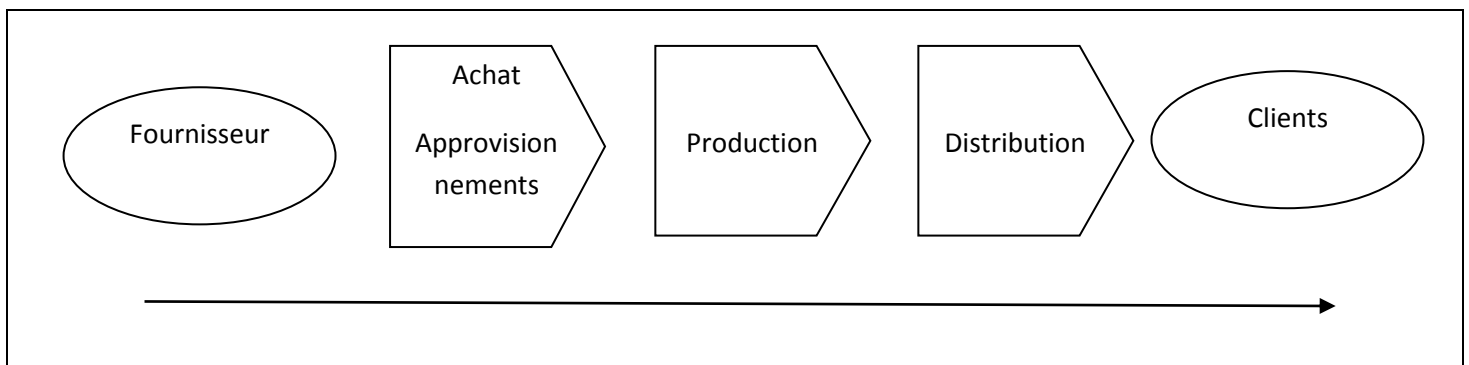 Fournisseur
Achat
Approvision
nements
Production
Distribution
Clients